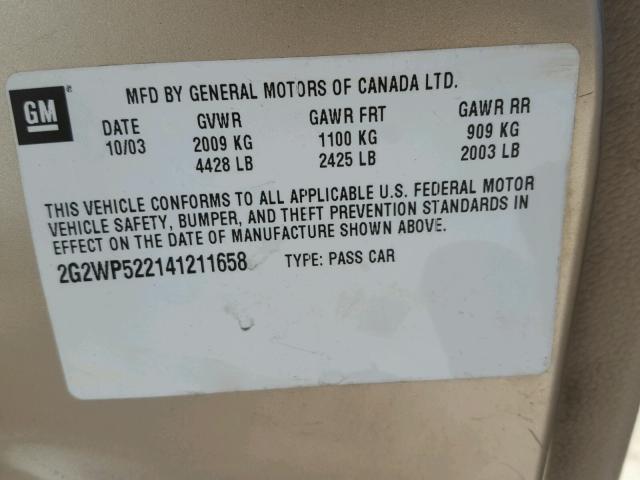 GM
MFD BY GENERAL MOTORS OF CANADA LTD.
DATE GVWR GAWR FRT GAWR RR
10/03 2009 KG 1100 KG 909 KG
4428 LB 2425 LB 2003 LB
THIS VEHICLE CONFORMS TO ALL APPLICABLE U.S. FEDERAL MOTOR
VEHICLE SAFETY, BUMPER, AND THEFT PREVENTION STANDARDS IN
EFFECT ON THE DATE OF MANUFACTURE SHOWN ABOVE.
2G2WP522141211658 TYPE: PASS CAR